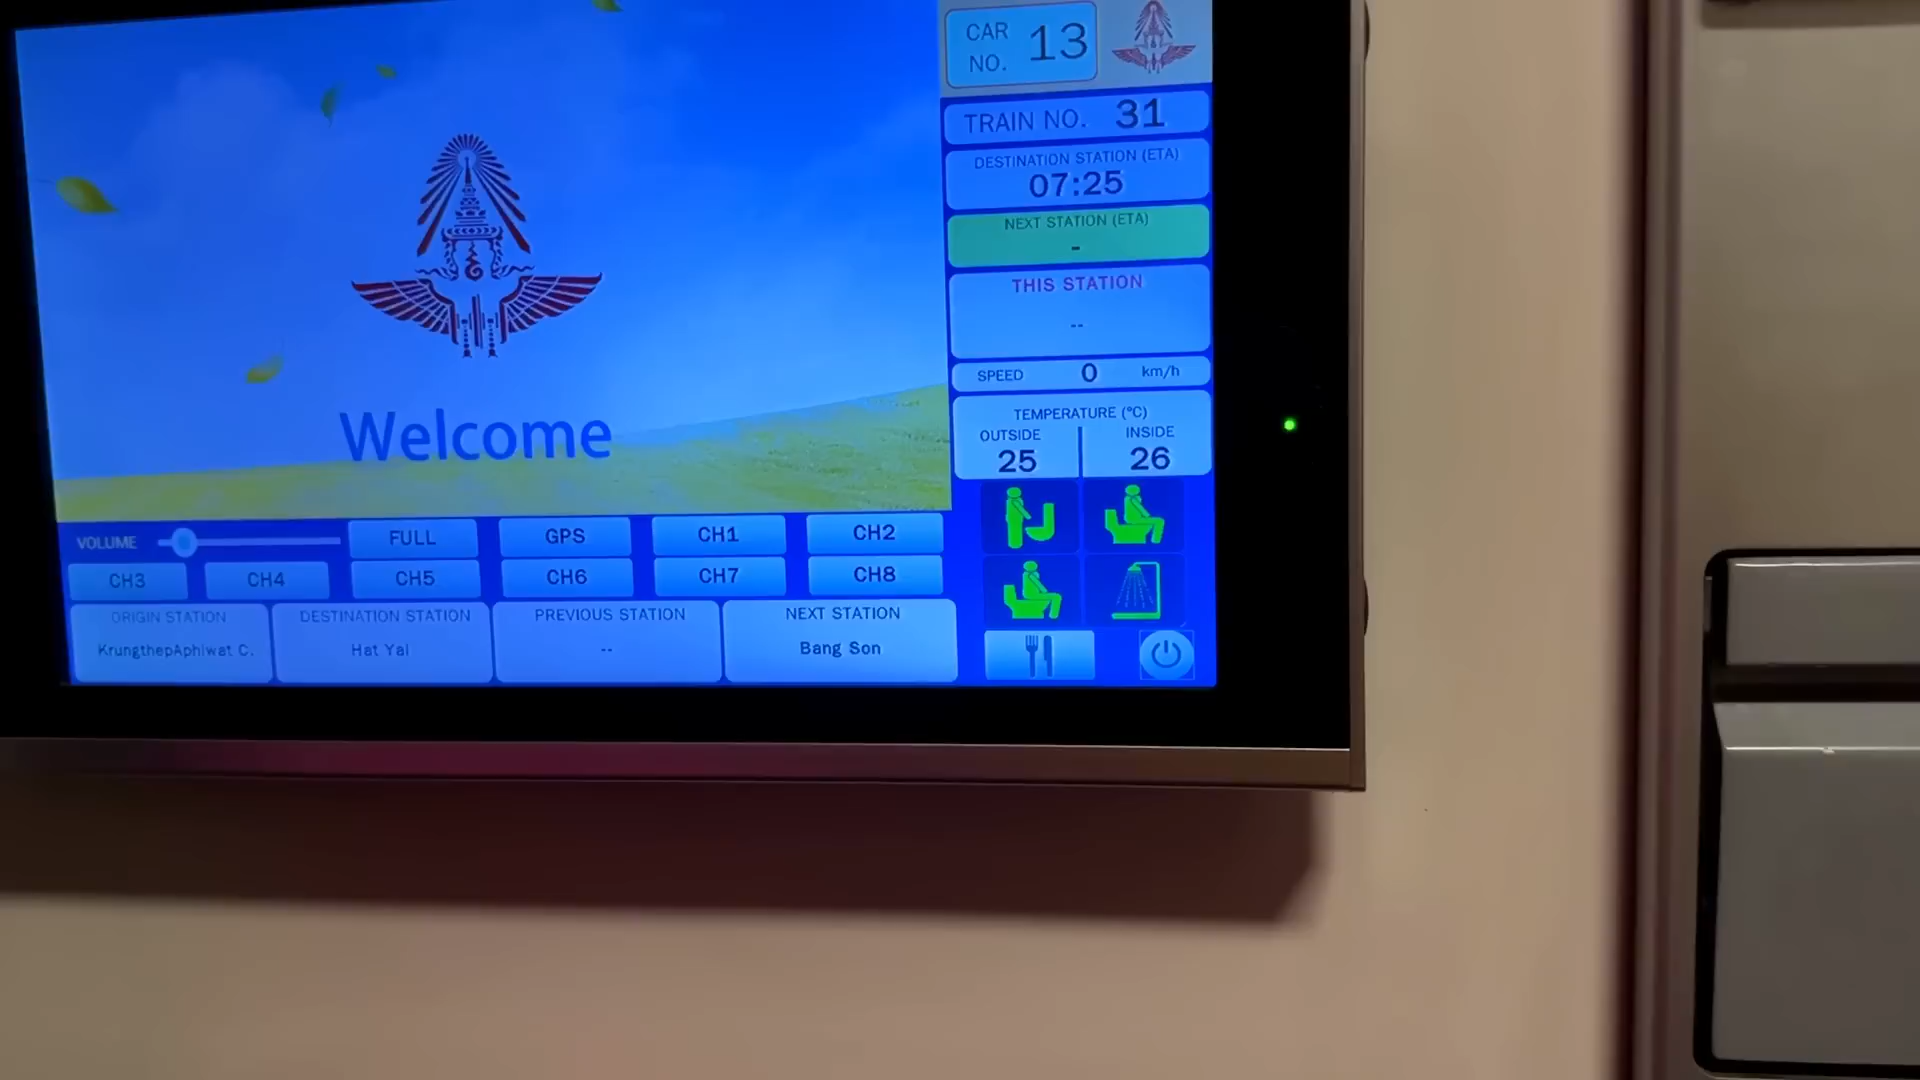 CAR NO. 13
TRAIN NO. 31
DESTINATION STATION (ETA)
07:25
NEXT STATION (ETA)
-
THIS STATION
--
SPEED 0 km/h
TEMPERATURE (°C)
OUTSIDE INSIDE
25 26
Welcome
VOLUME FULL GPS CH1 CH2
CH3 CH4 CH5 CH6 CH7 CH8
ORIGIN STATION DESTINATION STATION PREVIOUS STATION NEXT STATION
KrungthepAphiwat C. Hat Yai -- Bang Son